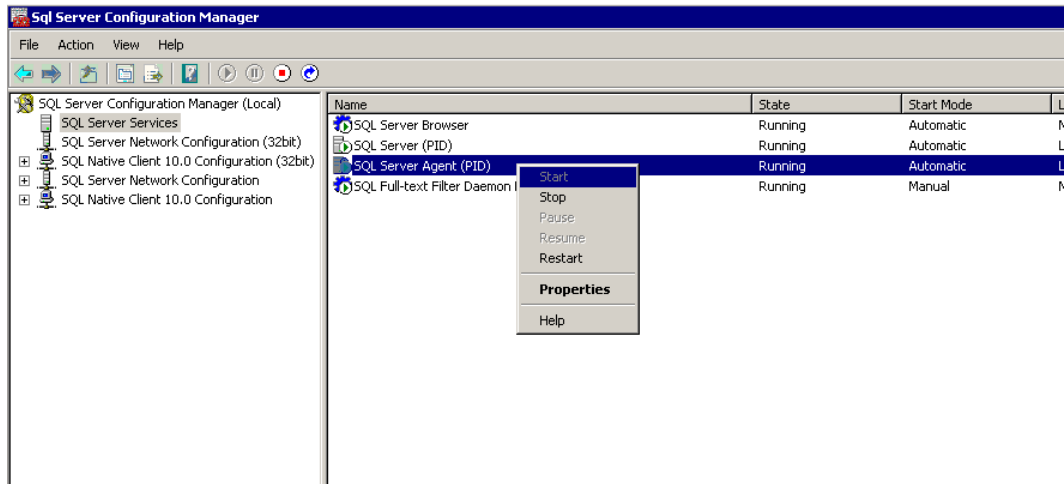 Sql Server Configuration Manager
File Action View Help
SQL Server Configuration Manager (Local)
SQL Server Services
SQL Server Network Configuration (32bit)
SQL Native Client 10.0 Configuration (32bit)
SQL Server Network Configuration
SQL Native Client 10.0 Configuration
Name State Start Mode L
SQL Server Browser Running Automatic
SQL Server (PID) Running Automatic L
SQL Server Agent (PID) Running Automatic L
SQL Full-text Filter Daemon Running Manual
Start
Stop
Pause
Resume
Restart
Properties
Help